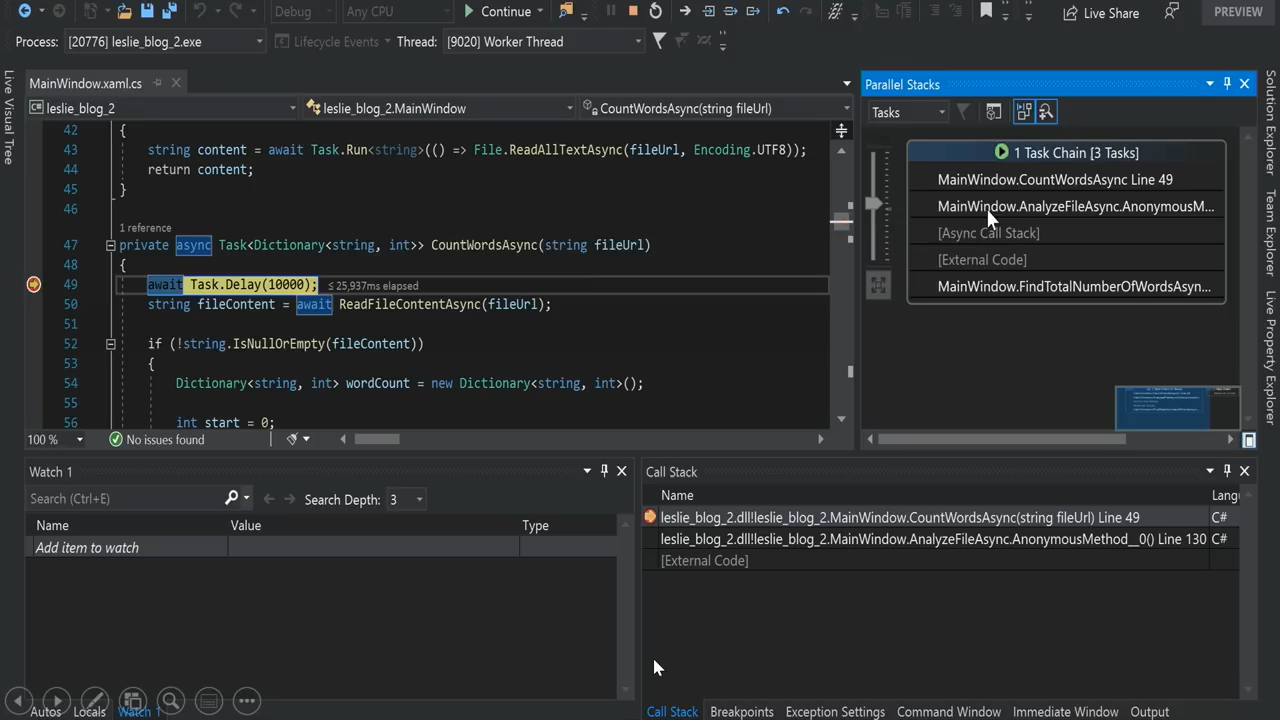 Debug
Any CPU
Continue
Live Share
PREVIEW
Process: [20776] leslie_blog_2.exe
Lifecycle Events
Thread: [9020] Worker Thread
Live Visual Tree
MainWindow.xaml.cs
leslie_blog_2
leslie_blog_2.MainWindow
CountWordsAsync(string fileUrl)
42 {
43 string content = await Task.Run<string>(() => File.ReadAllTextAsync(fileUrl, Encoding.UTF8));
44 return content;
45 }
46
1 reference
47 private async Task<Dictionary<string, int>> CountWordsAsync(string fileUrl)
48 {
49 await Task.Delay(10000); ≤ 25,937ms elapsed
50 string fileContent = await ReadFileContentAsync(fileUrl);
51
52 if (!string.IsNullOrEmpty(fileContent))
53 {
54 Dictionary<string, int> wordCount = new Dictionary<string, int>();
55
56 int start = 0;
100 %
No issues found
Parallel Stacks
Tasks
1 Task Chain [3 Tasks]
MainWindow.CountWordsAsync Line 49
MainWindow.AnalyzeFileAsync.AnonymousM...
[Async Call Stack]
[External Code]
MainWindow.FindTotalNumberOfWordsAsyn...
Solution Explorer
Team Explorer
Live Property Explorer
Watch 1
Search (Ctrl+E)
Search Depth: 3
Name Value Type
Add item to watch
Autos Locals Watch 1
Call Stack
Name Langu
leslie_blog_2.dll!leslie_blog_2.MainWindow.CountWordsAsync(string fileUrl) Line 49 C#
leslie_blog_2.dll!leslie_blog_2.MainWindow.AnalyzeFileAsync.AnonymousMethod__0() Line 130 C#
[External Code]
Call Stack Breakpoints Exception Settings Command Window Immediate Window Output